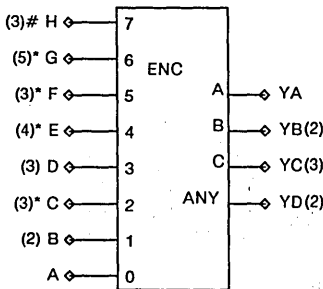 (3)# H 7
(5)* G 6
ENC
(3)* F 5 A YA
(4)* E 4 B YB(2)
(3) D 3 C YC(3)
(3)* C 2 ANY YD(2)
(2) B 1
A 0